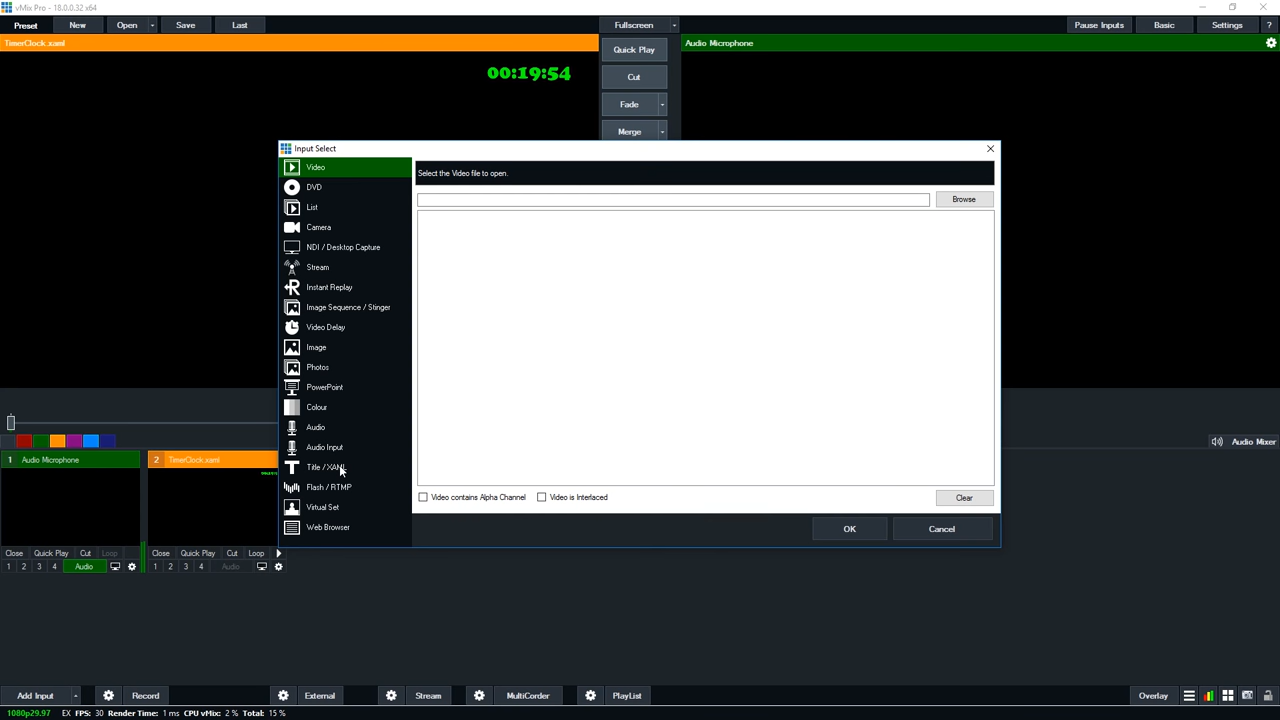 vMix Pro - 18.0.0.32 x64
Preset New Open Save Last Fullscreen Pause Inputs Basic Settings ?
TimerClock.xaml
Audio Microphone
00:19:54
Quick Play
Cut
Fade
Merge
Input Select
Video
DVD
List
Camera
NDI / Desktop Capture
Stream
Instant Replay
Image Sequence / Stinger
Video Delay
Image
Photos
PowerPoint
Colour
Audio
Audio Input
Title / XAML
Flash / RTMP
Virtual Set
Web Browser
Select the Video file to open.
Browse
Video contains Alpha Channel Video is Interlaced Clear
OK Cancel
Audio Mixer
1 Audio Microphone
2 TimerClock.xaml
Close Quick Play Cut Loop
1 2 3 4 Audio
Close Quick Play Cut Loop
1 2 3 4 Audio
Add Input Record External Stream MultiCorder PlayList Overlay
1080p29.97 EX FPS: 30 Render Time: 1 ms CPU vMix: 2 % Total: 15 %